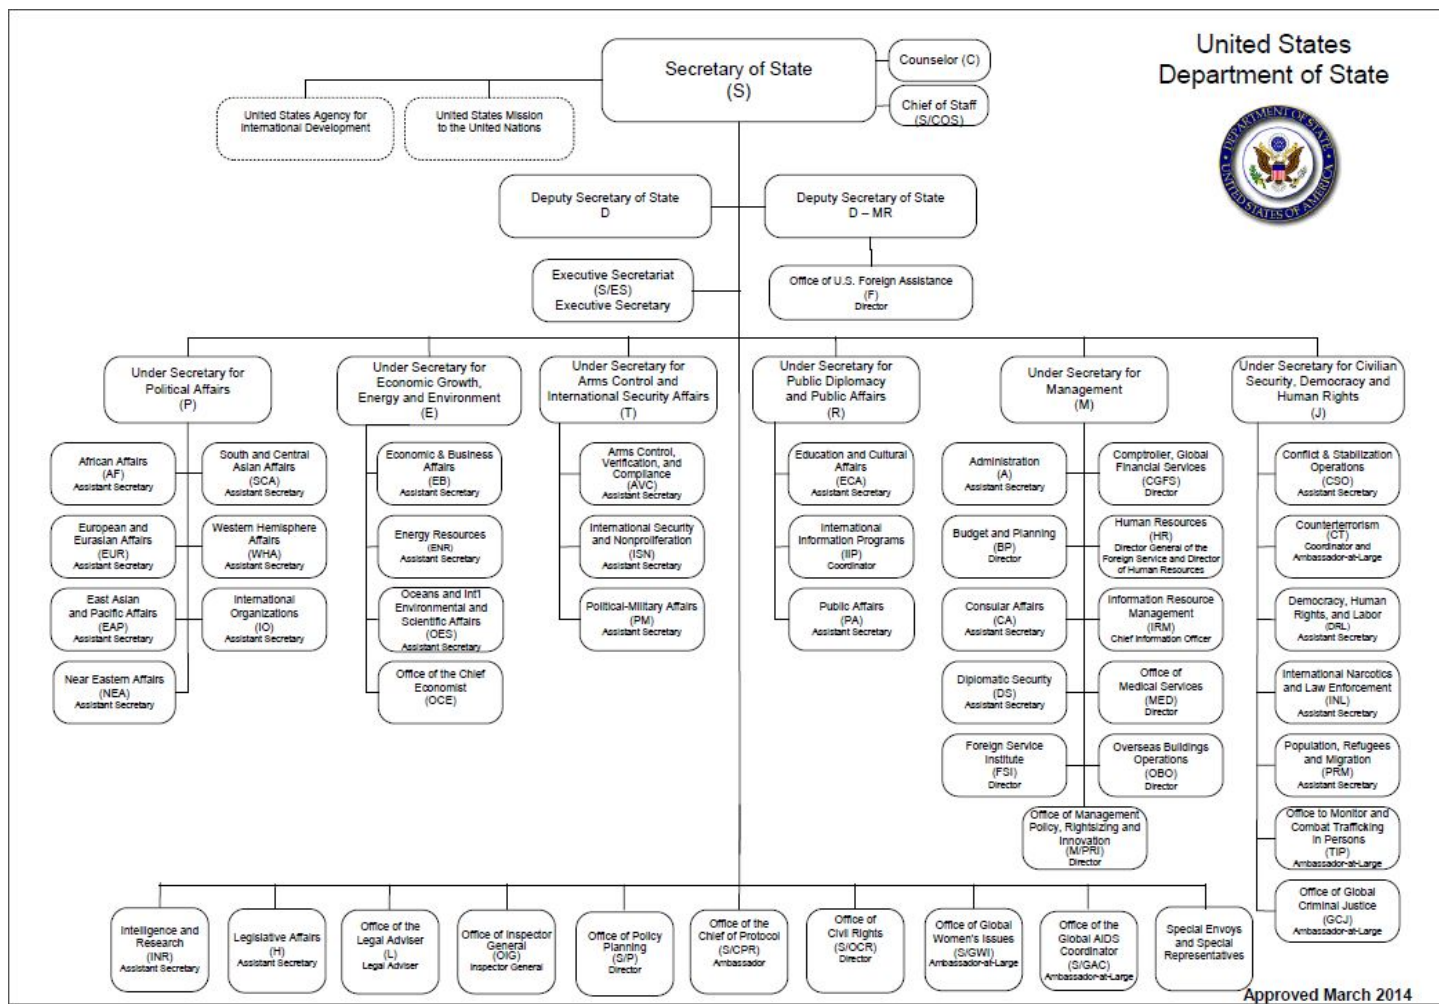 United States
Department of State
DEPARTMENT OF STATE
UNITED STATES OF AMERICA
Secretary of State
(S)
Counselor (C)
Chief of Staff
(S/COS)
United States Agency for
International Development
United States Mission
to the United Nations
Deputy Secretary of State
D
Deputy Secretary of State
D – MR
Executive Secretariat
(S/ES)
Executive Secretary
Office of U.S. Foreign Assistance
(F)
Director
Under Secretary for
Political Affairs
(P)
Under Secretary for
Economic Growth,
Energy and Environment
(E)
Under Secretary for
Arms Control and
International Security Affairs
(T)
Under Secretary for
Public Diplomacy
and Public Affairs
(R)
Under Secretary for
Management
(M)
Under Secretary for Civilian
Security, Democracy and
Human Rights
(J)
African Affairs
(AF)
Assistant Secretary
South and Central
Asian Affairs
(SCA)
Assistant Secretary
Economic & Business
Affairs
(EB)
Assistant Secretary
Arms Control,
Verification, and
Compliance
(AVC)
Assistant Secretary
Education and Cultural
Affairs
(ECA)
Assistant Secretary
Administration
(A)
Assistant Secretary
Comptroller, Global
Financial Services
(CGFS)
Director
Conflict & Stabilization
Operations
(CSO)
Assistant Secretary
European and
Eurasian Affairs
(EUR)
Assistant Secretary
Western Hemisphere
Affairs
(WHA)
Assistant Secretary
Energy Resources
(ENR)
Assistant Secretary
International Security
and Nonproliferation
(ISN)
Assistant Secretary
International
Information Programs
(IIP)
Coordinator
Budget and Planning
(BP)
Director
Human Resources
(HR)
Director General of the
Foreign Service and Director
of Human Resources
Counterterrorism
(CT)
Coordinator and
Ambassador-at-Large
East Asian
and Pacific Affairs
(EAP)
Assistant Secretary
International
Organizations
(IO)
Assistant Secretary
Oceans and Int'l
Environmental and
Scientific Affairs
(OES)
Assistant Secretary
Political-Military Affairs
(PM)
Assistant Secretary
Public Affairs
(PA)
Assistant Secretary
Consular Affairs
(CA)
Assistant Secretary
Information Resource
Management
(IRM)
Chief Information Officer
Democracy, Human
Rights, and Labor
(DRL)
Assistant Secretary
Near Eastern Affairs
(NEA)
Assistant Secretary
Office of the Chief
Economist
(OCE)
Diplomatic Security
(DS)
Assistant Secretary
Office of
Medical Services
(MED)
Director
International Narcotics
and Law Enforcement
(INL)
Assistant Secretary
Foreign Service
Institute
(FSI)
Director
Overseas Buildings
Operations
(OBO)
Director
Population, Refugees
and Migration
(PRM)
Assistant Secretary
Office of Management
Policy, Rightsizing and
Innovation
(M/PRI)
Director
Office to Monitor and
Combat Trafficking
in Persons
(TIP)
Ambassador-at-Large
Office of Global
Criminal Justice
(GCJ)
Ambassador-at-Large
Intelligence and
Research
(INR)
Assistant Secretary
Legislative Affairs
(H)
Assistant Secretary
Office of the
Legal Adviser
(L)
Legal Adviser
Office of Inspector
General
(OIG)
Inspector General
Office of Policy
Planning
(S/P)
Director
Office of the
Chief of Protocol
(S/CPR)
Ambassador
Office of
Civil Rights
(S/OCR)
Director
Office of Global
Women's Issues
(S/GWI)
Ambassador-at-Large
Office of the
Global AIDS
Coordinator
(S/GAC)
Ambassador-at-Large
Special Envoys
and Special
Representatives
Approved March 2014